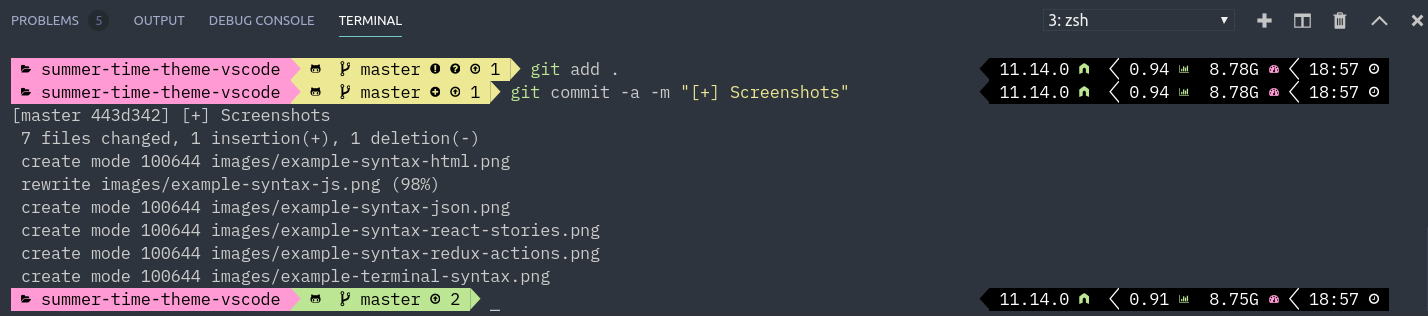 PROBLEMS 5 OUTPUT DEBUG CONSOLE TERMINAL 3: zsh
summer-time-theme-vscode master 1 git add . 11.14.0 0.94 8.78G 18:57
summer-time-theme-vscode master 1 git commit -a -m "[+] Screenshots" 11.14.0 0.94 8.78G 18:57
[master 443d342] [+] Screenshots
7 files changed, 1 insertion(+), 1 deletion(-)
create mode 100644 images/example-syntax-html.png
rewrite images/example-syntax-js.png (98%)
create mode 100644 images/example-syntax-json.png
create mode 100644 images/example-syntax-react-stories.png
create mode 100644 images/example-syntax-redux-actions.png
create mode 100644 images/example-terminal-syntax.png
summer-time-theme-vscode master 2 _ 11.14.0 0.91 8.75G 18:57